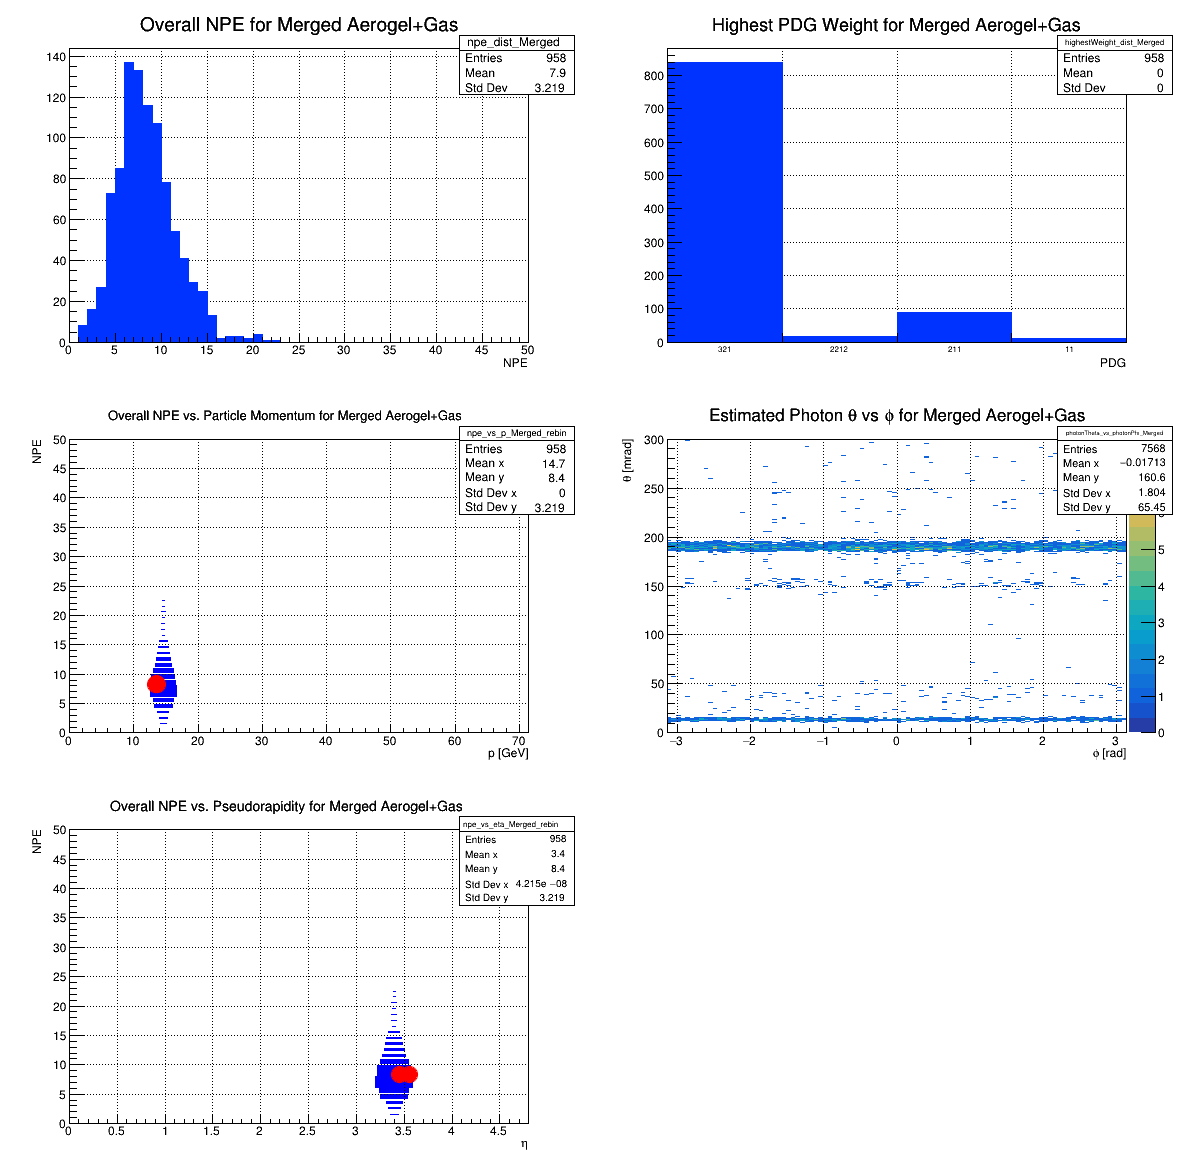 Overall NPE for Merged Aerogel+Gas
npe_dist_Merged
Entries 958
Mean 7.9
Std Dev 3.219
140
120
100
80
60
40
20
0
0 5 10 15 20 25 30 35 40 45 50
NPE
Highest PDG Weight for Merged Aerogel+Gas
highestWeight_dist_Merged
Entries 958
Mean 0
Std Dev 0
800
700
600
500
400
300
200
100
0
321 2212 211 11
PDG
Overall NPE vs. Particle Momentum for Merged Aerogel+Gas
npe_vs_p_Merged_rebin
Entries 958
Mean x 14.7
Mean y 8.4
Std Dev x 0
Std Dev y 3.219
NPE
50
45
40
35
30
25
20
15
10
5
0
0 10 20 30 40 50 60 70
p [GeV]
Estimated Photon θ vs ϕ for Merged Aerogel+Gas
photonTheta_vs_photonPhi_Merged
Entries 7568
Mean x −0.01713
Mean y 160.6
Std Dev x 1.804
Std Dev y 65.45
θ [mrad]
300
250
200
150
100
50
0
−3 −2 −1 0 1 2 3
ϕ [rad]
5
4
3
2
1
0
Overall NPE vs. Pseudorapidity for Merged Aerogel+Gas
npe_vs_eta_Merged_rebin
Entries 958
Mean x 3.4
Mean y 8.4
Std Dev x 4.215e −08
Std Dev y 3.219
NPE
50
45
40
35
30
25
20
15
10
5
0
0 0.5 1 1.5 2 2.5 3 3.5 4 4.5
η